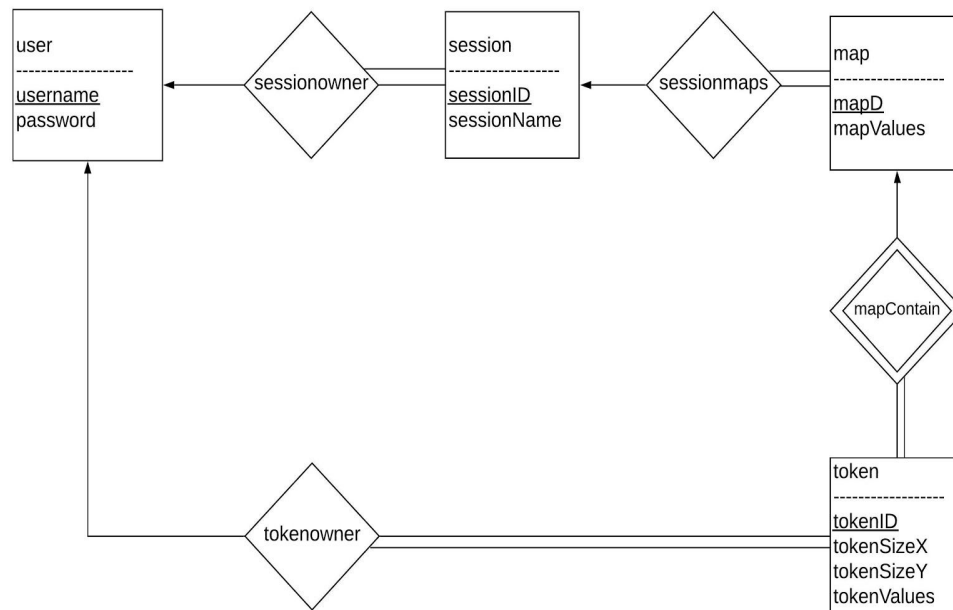 user
--------------------
username
password
sessionowner
session
--------------------
sessionID
sessionName
sessionmaps
map
--------------------
mapD
mapValues
mapContain
tokenowner
token
--------------------
tokenID
tokenSizeX
tokenSizeY
tokenValues